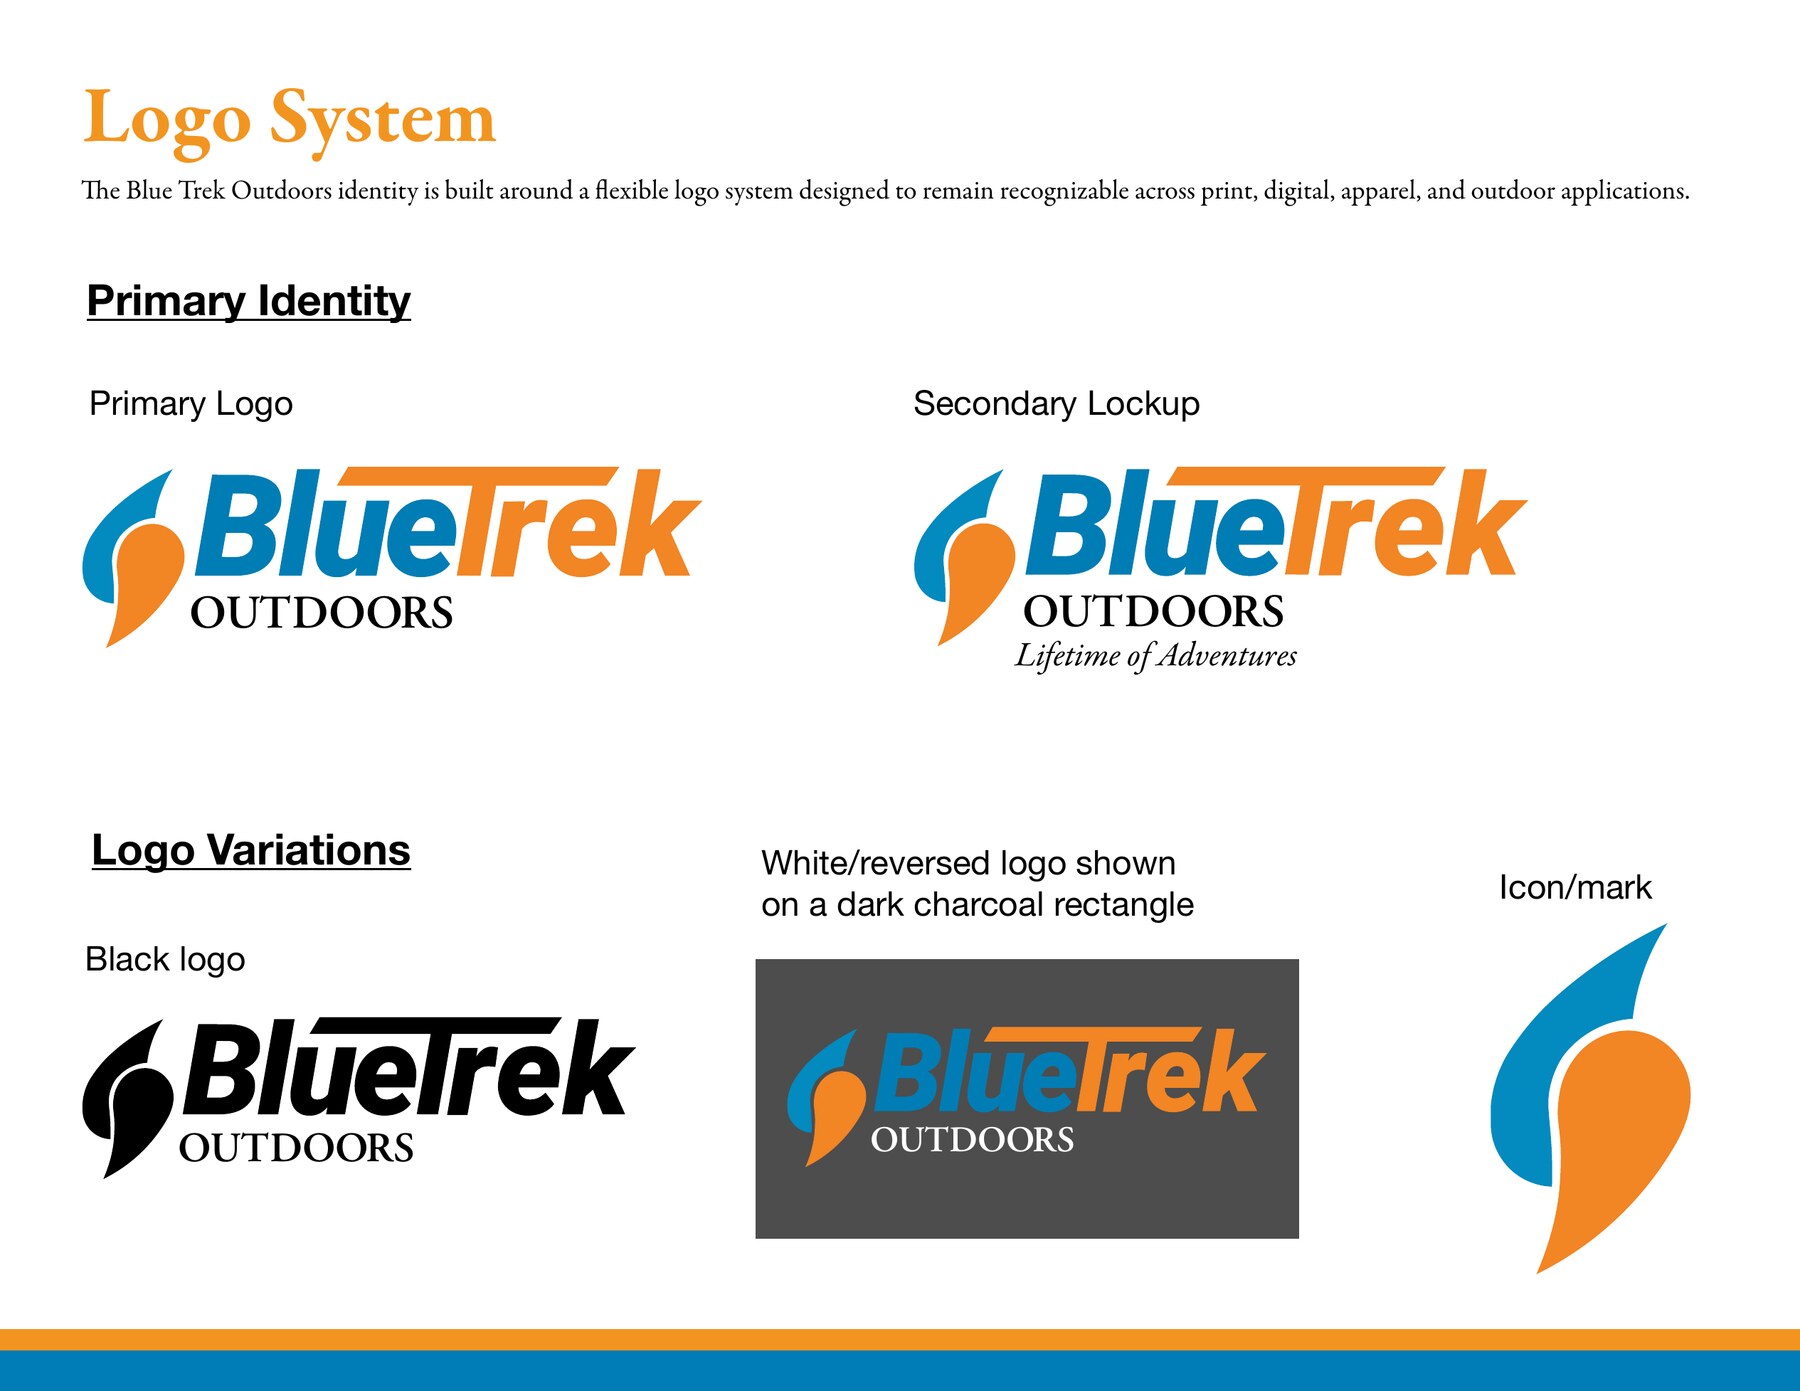 Logo System
The Blue Trek Outdoors identity is built around a flexible logo system designed to remain recognizable across print, digital, apparel, and outdoor applications.
Primary Identity
Primary Logo
BlueTrek
OUTDOORS
Secondary Lockup
BlueTrek
OUTDOORS
Lifetime of Adventures
Logo Variations
Black logo
BlueTrek
OUTDOORS
White/reversed logo shown
on a dark charcoal rectangle
BlueTrek
OUTDOORS
Icon/mark